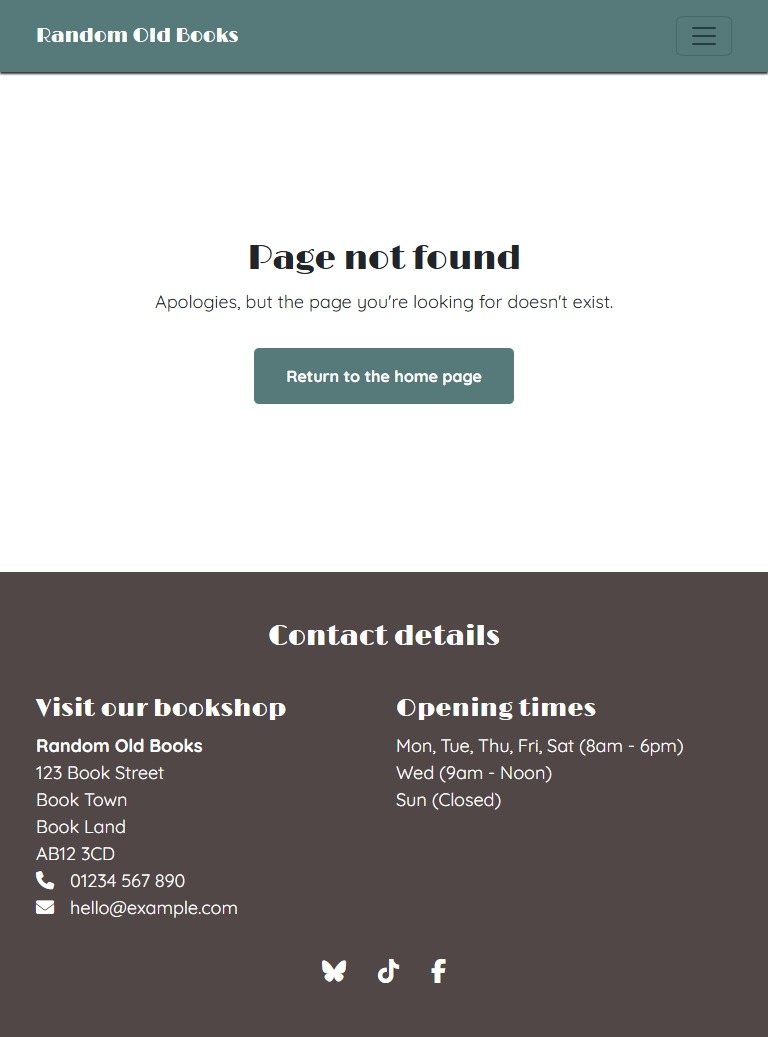 Random Old Books
Page not found
Apologies, but the page you're looking for doesn't exist.
Return to the home page
Contact details
Visit our bookshop
Random Old Books
123 Book Street
Book Town
Book Land
AB12 3CD
01234 567 890
hello@example.com
Opening times
Mon, Tue, Thu, Fri, Sat (8am - 6pm)
Wed (9am - Noon)
Sun (Closed)